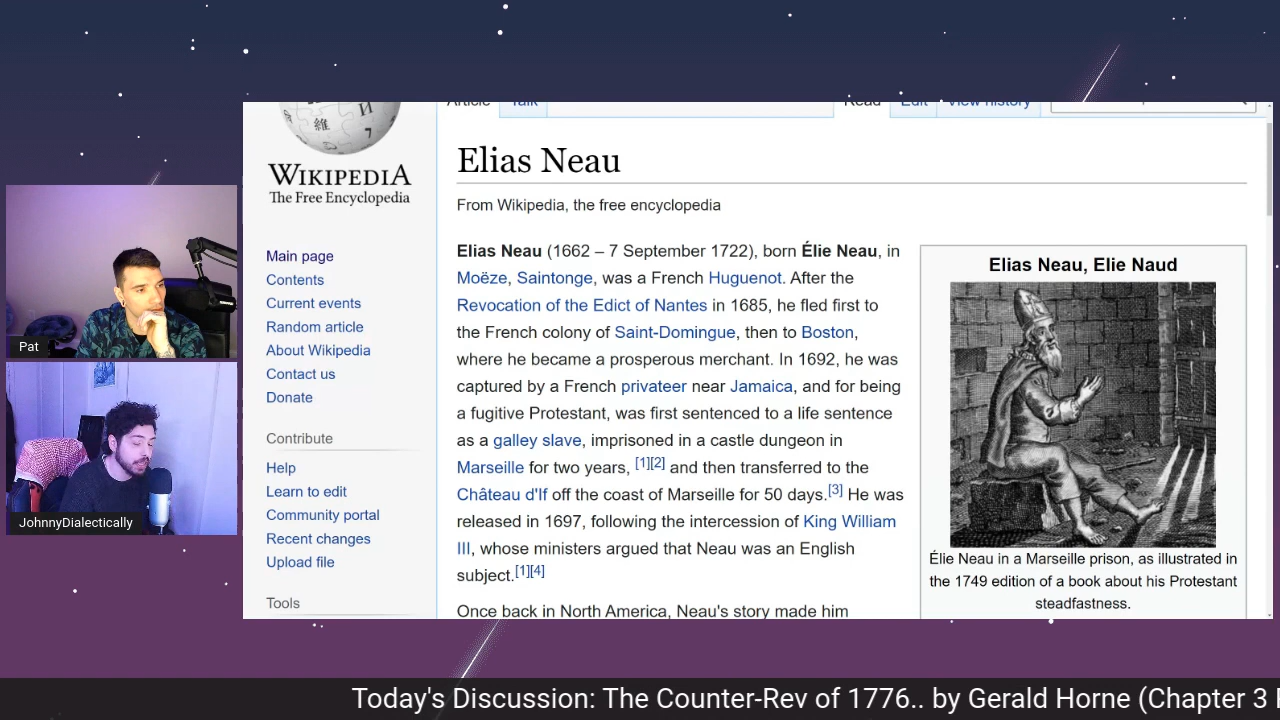 Article Talk Read Edit View history
WIKIPEDIA
The Free Encyclopedia
Main page
Contents
Current events
Random article
About Wikipedia
Contact us
Donate
Contribute
Help
Learn to edit
Community portal
Recent changes
Upload file
Tools
Elias Neau
From Wikipedia, the free encyclopedia
Elias Neau (1662 – 7 September 1722), born Élie Neau, in
Moëze, Saintonge, was a French Huguenot. After the
Revocation of the Edict of Nantes in 1685, he fled first to
the French colony of Saint-Domingue, then to Boston,
where he became a prosperous merchant. In 1692, he was
captured by a French privateer near Jamaica, and for being
a fugitive Protestant, was first sentenced to a life sentence
as a galley slave, imprisoned in a castle dungeon in
Marseille for two years, [1][2] and then transferred to the
Château d'If off the coast of Marseille for 50 days.[3] He was
released in 1697, following the intercession of King William
III, whose ministers argued that Neau was an English
subject.[1][4]
Once back in North America, Neau's story made him
Elias Neau, Elie Naud
Élie Neau in a Marseille prison, as illustrated in
the 1749 edition of a book about his Protestant
steadfastness.
Pat
JohnnyDialectically
Today's Discussion: The Counter-Rev of 1776.. by Gerald Horne (Chapter 3